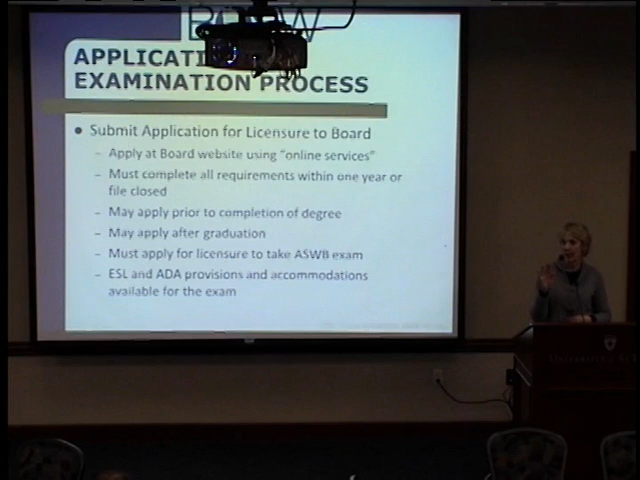 EXAMINATION PROCESS
• Submit Application for Licensure to Board
– Apply at Board website using "online services"
– Must complete all requirements within one year or
file closed
– May apply prior to completion of degree
– May apply after graduation
– Must apply for licensure to take ASWB exam
– ESL and ADA provisions and accommodations
available for the exam